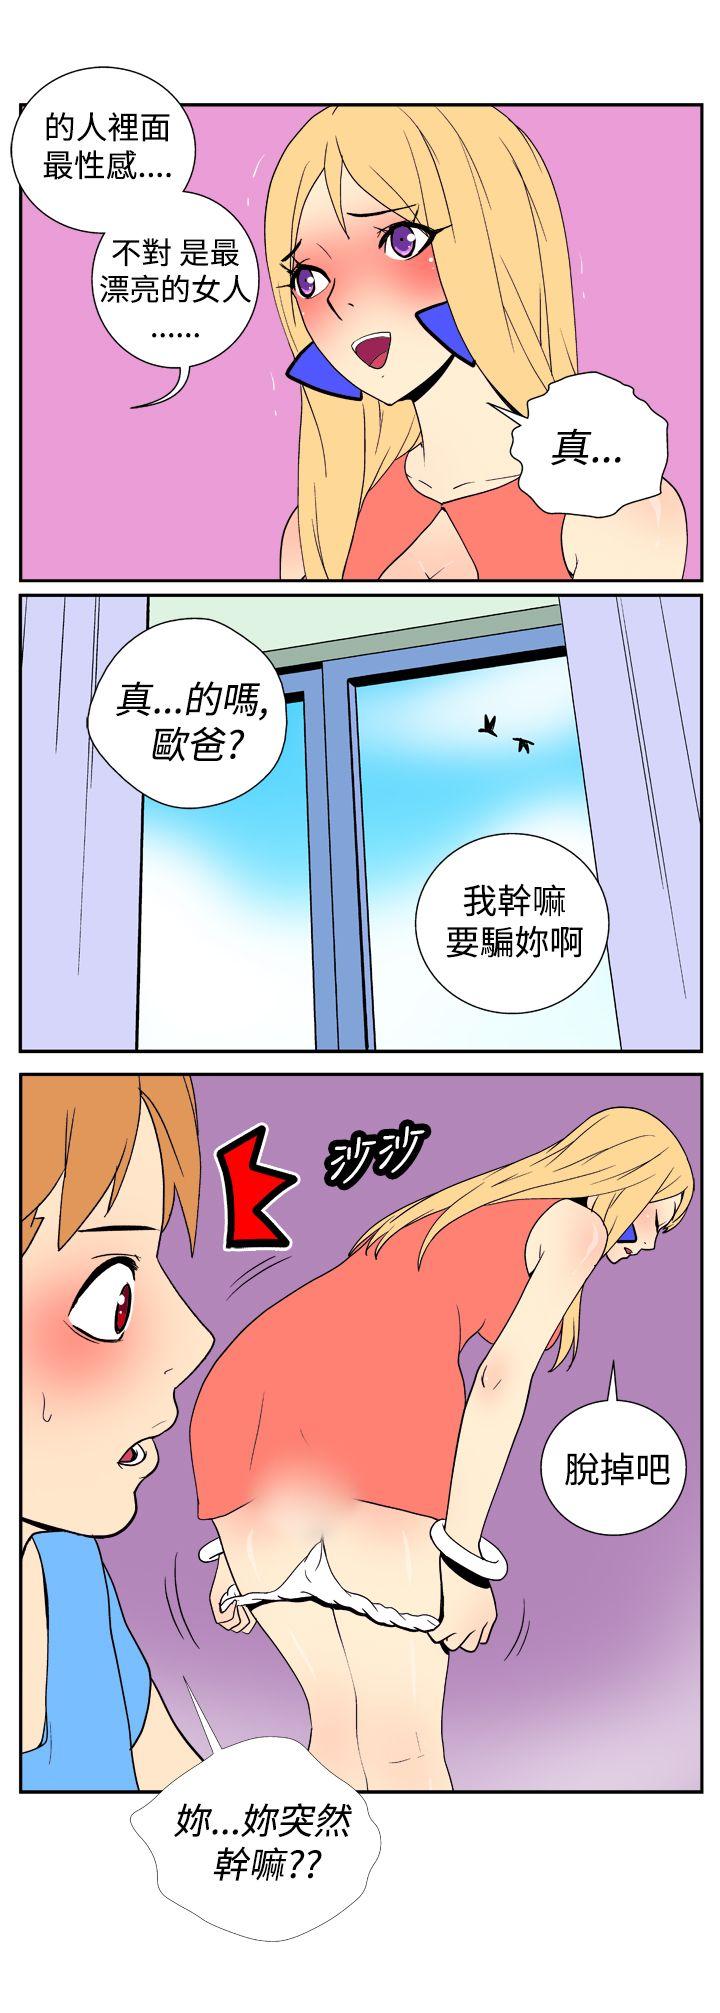 的人裡面
最性感....
不對 是最
漂亮的女人
......
真...
真...的嗎,
歐爸?
我幹嘛
要騙妳啊
沙沙
脫掉吧
妳...妳突然
幹嘛??